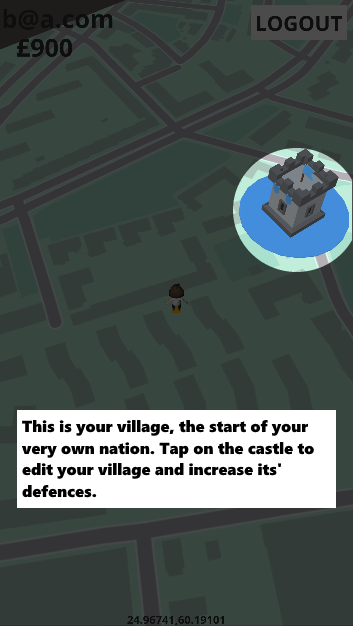 b@a.com
LOGOUT
£900
This is your village, the start of your
very own nation. Tap on the castle to
edit your village and increase its'
defences.
24.96741,60.19101